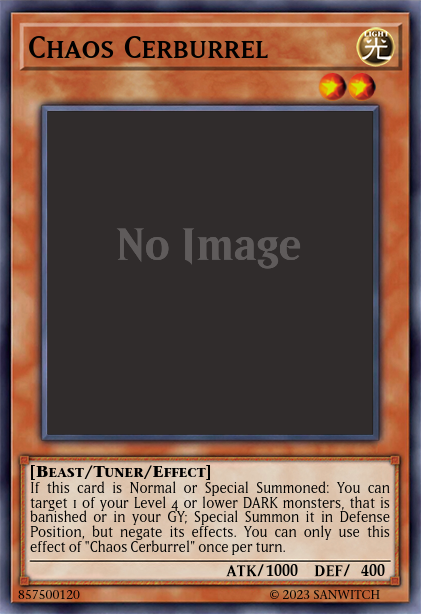 Chaos Cerburrel
LIGHT
光
No Image
[Beast/Tuner/Effect]
If this card is Normal or Special Summoned: You can
target 1 of your Level 4 or lower DARK monsters, that is
banished or in your GY; Special Summon it in Defense
Position, but negate its effects. You can only use this
effect of "Chaos Cerburrel" once per turn.
ATK/1000 DEF/ 400
857500120
© 2023 SANWITCH